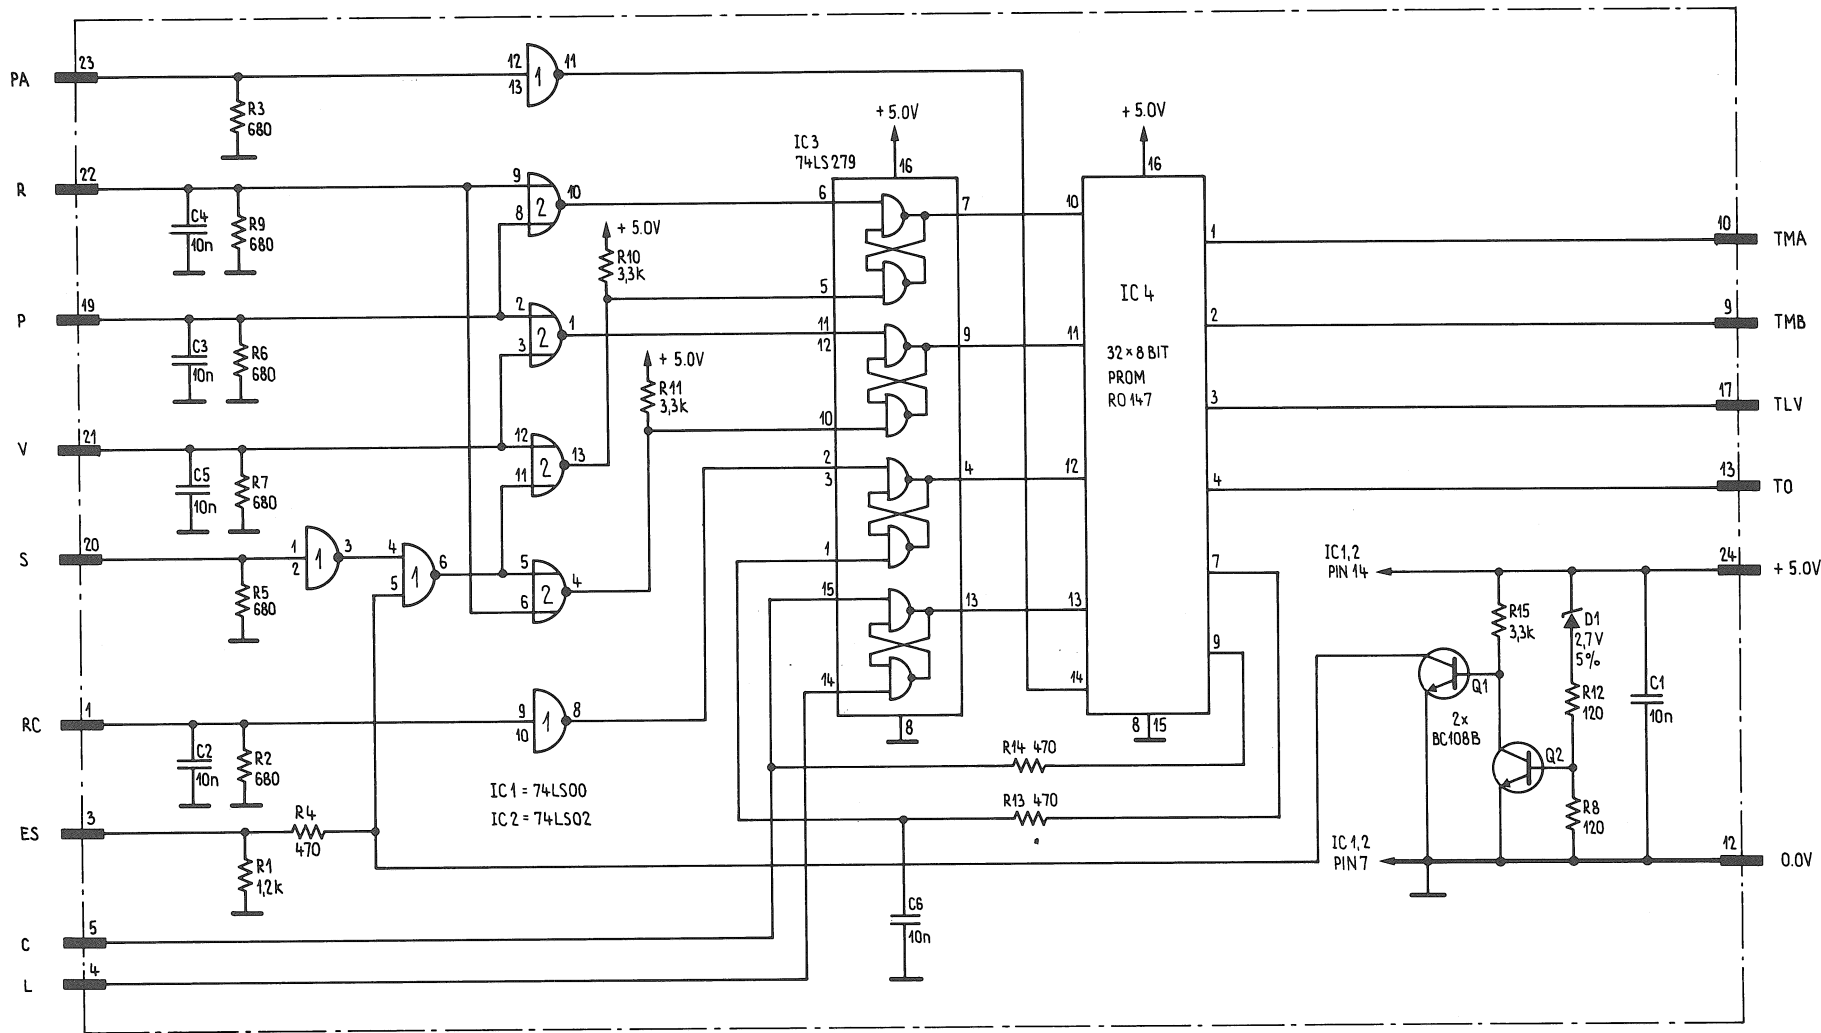 PA
23
R3
680
12
13
1
11
R
22
C4
10n
R9
680
9
8
2
10
P
19
C3
10n
R6
680
2
3
2
1
V
21
C5
10n
R7
680
12
11
2
13
S
20
R5
680
1
2
1
3
4
5
1
6
5
6
2
4
RC
1
C2
10n
R2
680
9
10
1
8
ES
3
R4
470
R1
1,2k
C
5
L
4
+ 5.0V
R10
3,3k
+ 5.0V
R11
3,3k
IC1 = 74LS00
IC2 = 74LS02
IC3
74LS279
+ 5.0V
16
6
5
7
11
12
10
9
2
3
1
4
15
14
13
8
+ 5.0V
16
10
11
12
13
14
IC4
32 × 8 BIT
PROM
RO 147
1
2
3
4
7
9
8
15
R14 470
R13 470
C6
10n
10
TMA
9
TMB
17
TLV
13
TO
24
+ 5.0V
IC1,2
PIN 14
R15
3,3k
D1
2,7V
5%
R12
120
C1
10n
Q1
2x
BC108B
Q2
R8
120
IC1,2
PIN7
12
0.0V